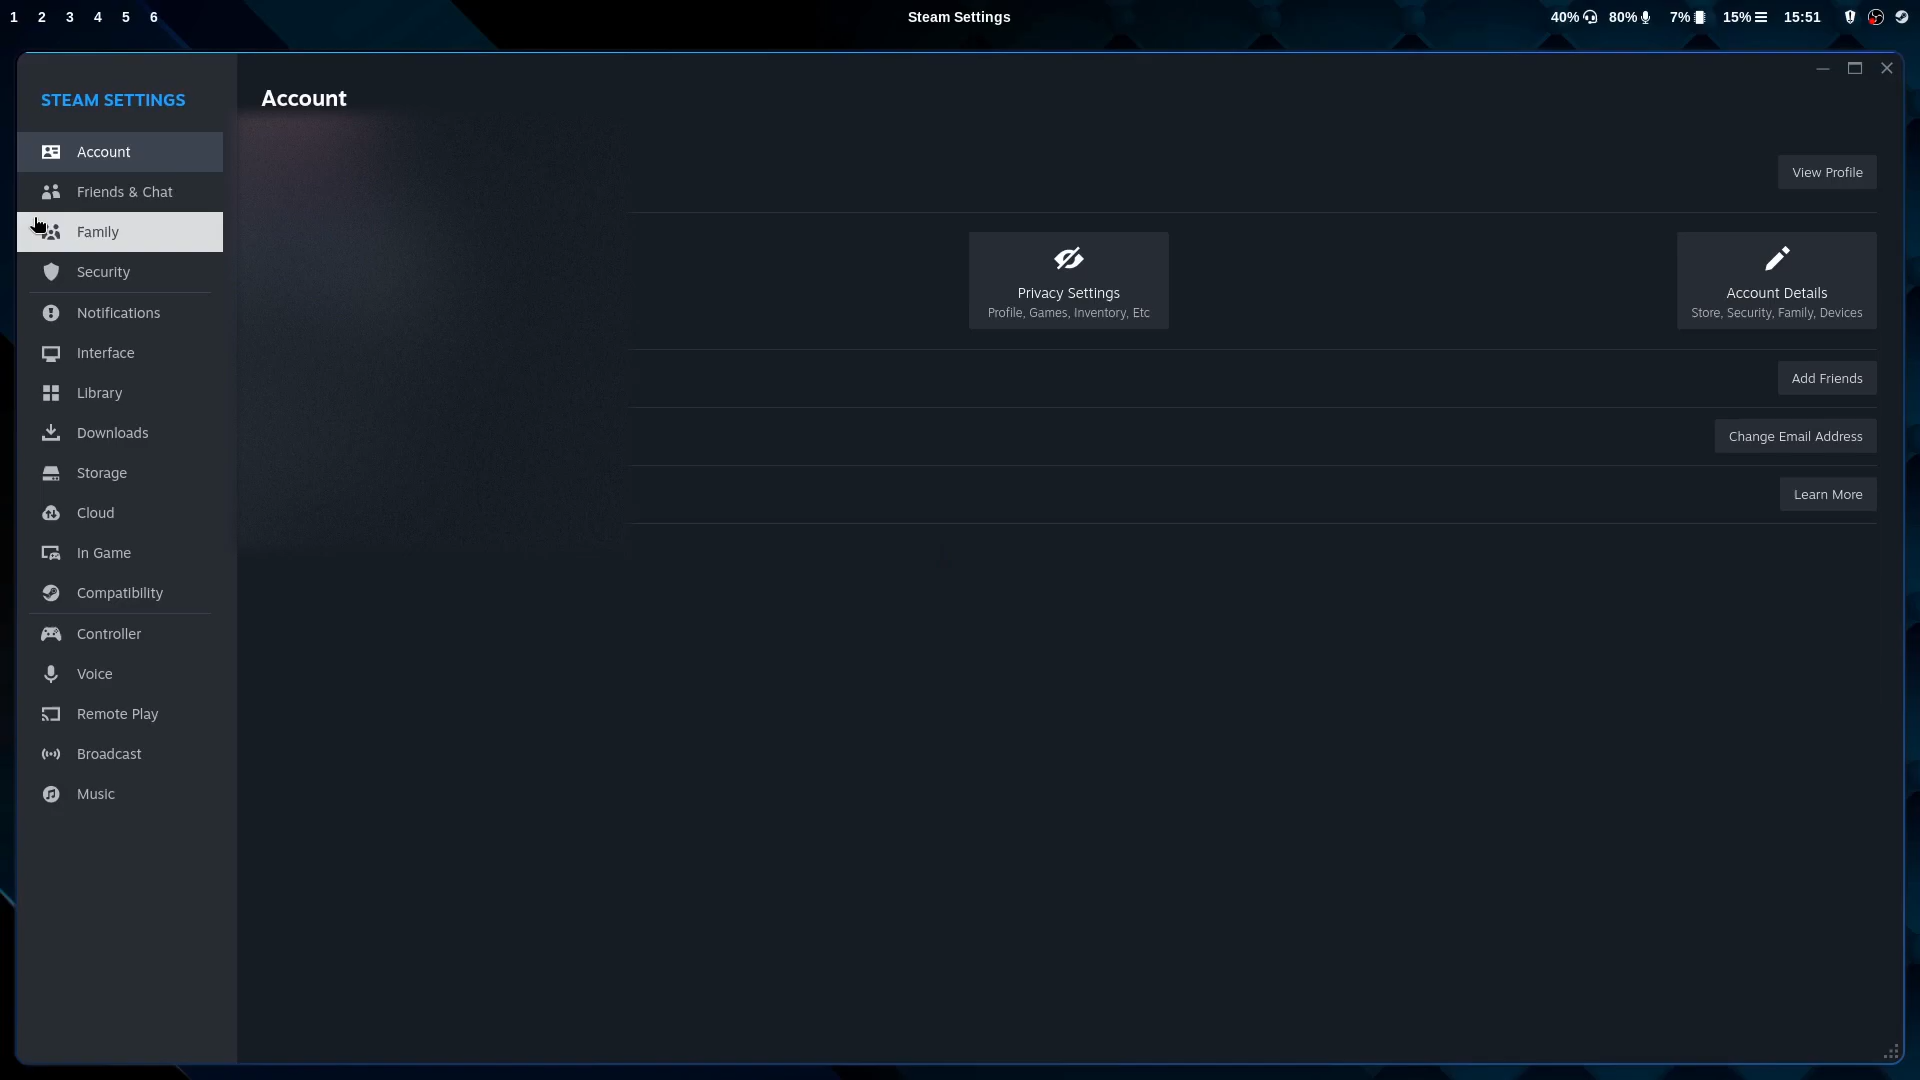 1 2 3 4 5 6
Steam Settings
40% 80% 7% 15% 15:51
STEAM SETTINGS
Account
Friends & Chat
Family
Security
Notifications
Interface
Library
Downloads
Storage
Cloud
In Game
Compatibility
Controller
Voice
Remote Play
Broadcast
Music
Account
View Profile
Privacy Settings
Profile, Games, Inventory, Etc
Account Details
Store, Security, Family, Devices
Add Friends
Change Email Address
Learn More